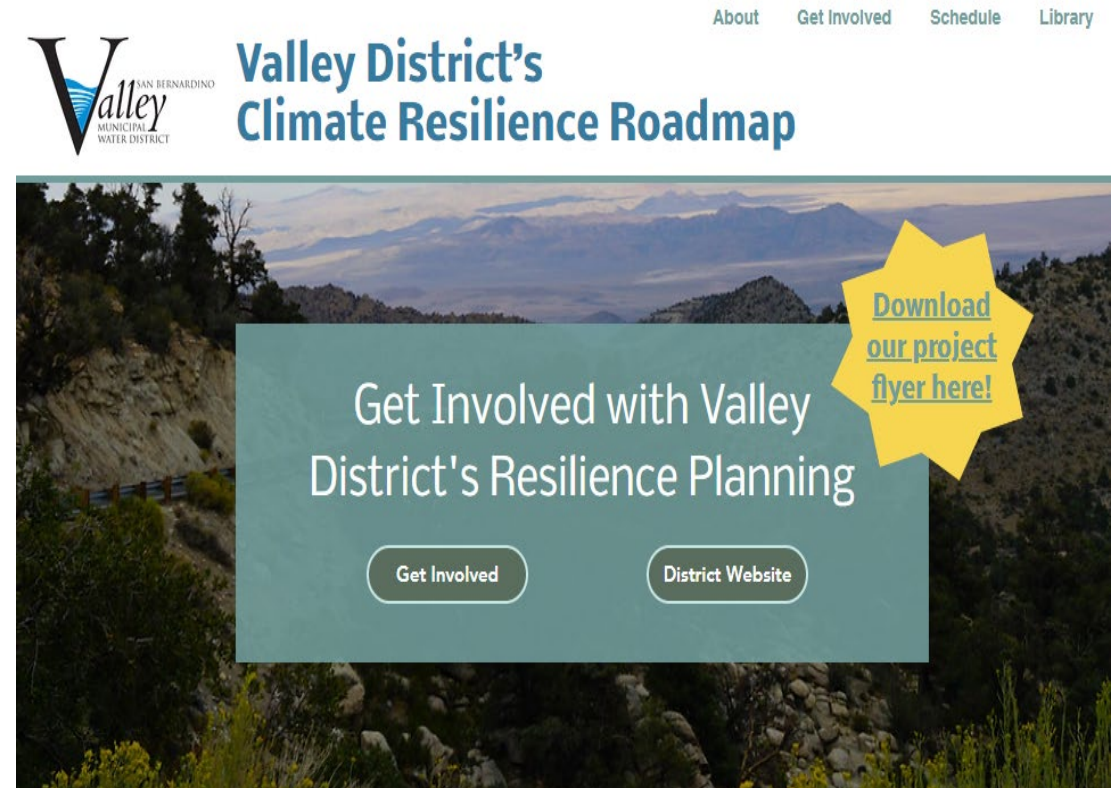 About Get Involved Schedule Library
SAN BERNARDINO
Valley
MUNICIPAL
WATER DISTRICT
Valley District's
Climate Resilience Roadmap
Download
our project
flyer here!
Get Involved with Valley
District's Resilience Planning
Get Involved District Website